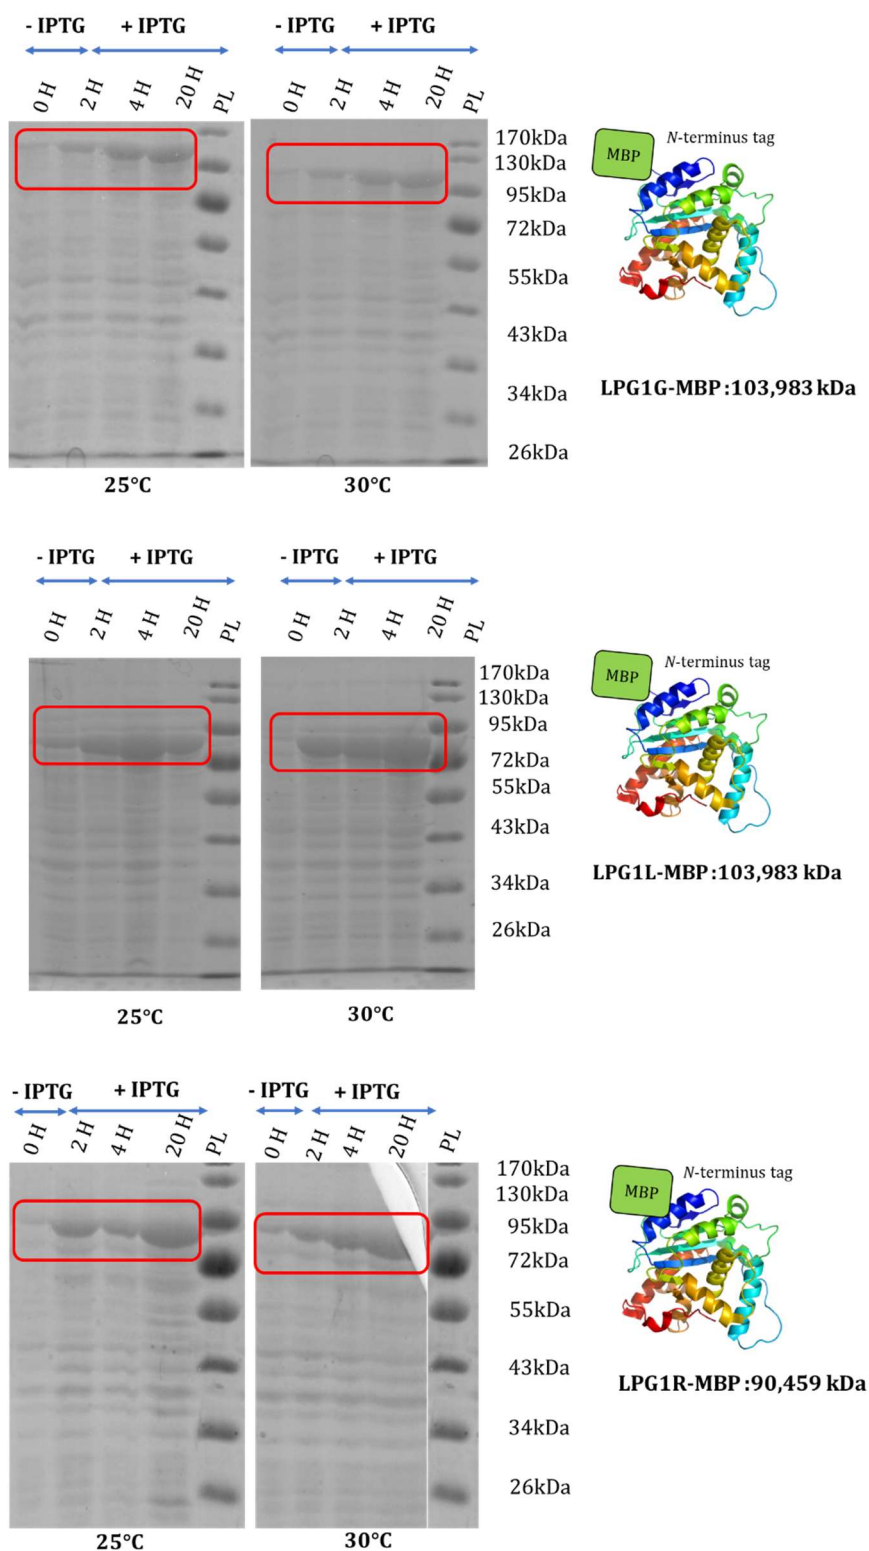 - IPTG + IPTG - IPTG + IPTG
0 H 2 H 4 H 20 H PL 0 H 2 H 4 H 20 H PL
170kDa
130kDa
95kDa
72kDa
55kDa
43kDa
34kDa
26kDa
MBP
N-terminus tag
LPG1G-MBP :103,983 kDa
25°C 30°C
- IPTG + IPTG - IPTG + IPTG
0 H 2 H 4 H 20 H PL 0 H 2 H 4 H 20 H PL
170kDa
130kDa
95kDa
72kDa
55kDa
43kDa
34kDa
26kDa
MBP
N-terminus tag
LPG1L-MBP :103,983 kDa
25°C 30°C
- IPTG + IPTG - IPTG + IPTG
0 H 2 H 4 H 20 H PL 0 H 2 H 4 H 20 H PL
170kDa
130kDa
95kDa
72kDa
55kDa
43kDa
34kDa
26kDa
MBP
N-terminus tag
LPG1R-MBP :90,459 kDa
25°C 30°C